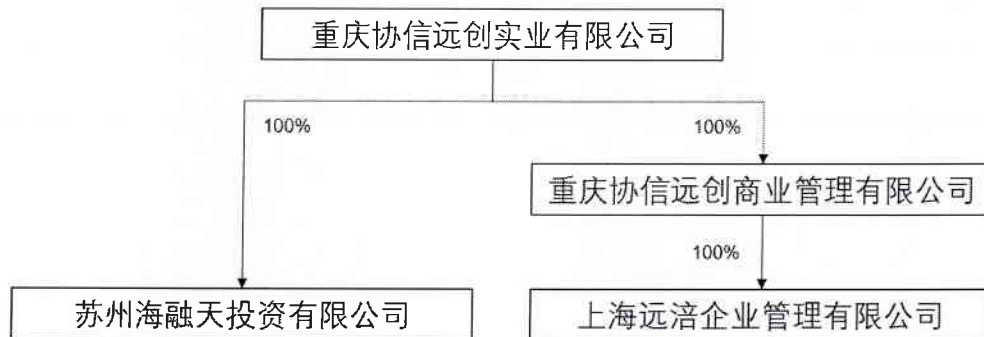 重庆协信远创实业有限公司
100%
100%
重庆协信远创商业管理有限公司
100%
苏州海融天投资有限公司
上海远涪企业管理有限公司